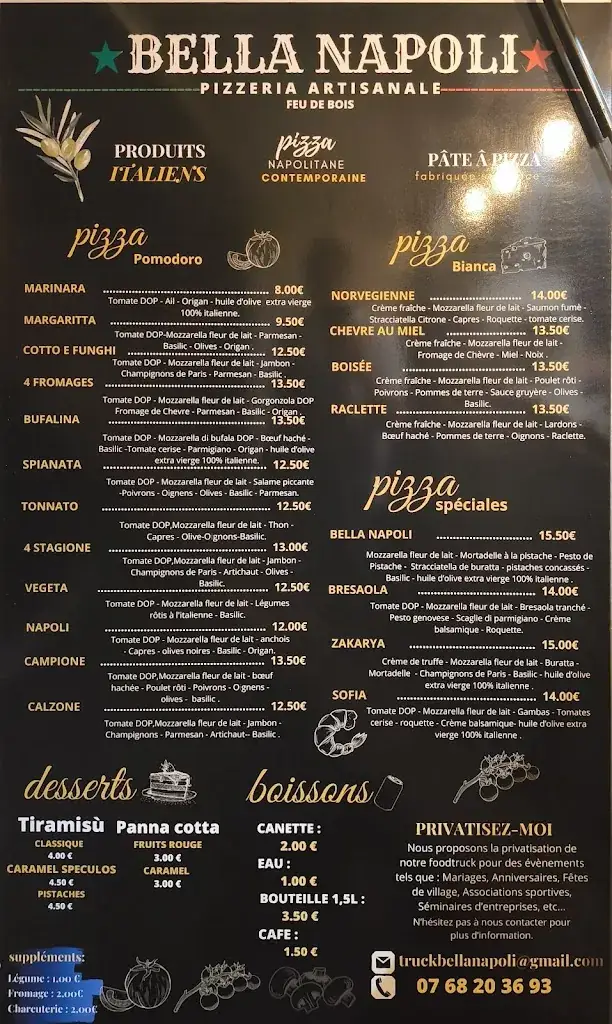 BELLA NAPOLI
PIZZERIA ARTISANALE
FEU DE BOIS
PRODUITS
ITALIENS
pizza
NAPOLITANE
CONTEMPORAINE
PÂTE Â PIZZA
fabriquée
pizza
Pomodoro
MARINARA 8.00€
Tomate DOP - Ail - Origan - huile d'olive extra vierge
100% italienne.
MARGARITTA 9.50€
Tomate DOP-Mozzarella fleur de lait - Parmesan -
Basilic - Olives - Origan .
COTTO E FUNGHI 12.50€
Tomate DOP - Mozzarella fleur de lait - Jambon -
Champignons de Paris - Parmesan - Basilic .
4 FROMAGES 13.50€
Tomate DOP - Mozzarella fleur de lait - Gorgonzola DOP
Fromage de Chevre - Parmesan - Basilic - Origan .
BUFALINA 13.50€
Tomate DOP - Mozzarella di bufala DOP - Bœuf haché -
Basilic -Tomate cerise - Parmigiano - Origan - huile d'olive
extra vierge 100% italienne.
SPIANATA 12.50€
Tomate DOP - Mozzarella fleur de lait - Salame piccante
-Poivrons - Oignens - Olives - Basilic - Parmesan.
TONNATO 12.50€
Tomate DOP,Mozzarella fleur de lait - Thon -
Capres - Olive-Oignons-Basilic.
4 STAGIONE 13.00€
Tomate DOP,Mozzarella fleur de lait - Jambon -
Champignons de Paris - Artichaut - Olives -
Basilic.
VEGETA 12.50€
Tomate DOP - Mozzarella fleur de lait - Légumes
rôtis à l'italienne - Basilic.
NAPOLI 12.00€
Tomate DOP - Mozzarella fleur de lait - anchois
- Capres - olives noires - Basilic - Origan.
CAMPIONE 13.50€
Tomate DOP,Mozzarella fleur de lait - bœuf
hachée - Poulet rôti - Poivrons - Oignens -
olives - basilic .
CALZONE 12.50€
Tomate DOP,Mozzarella fleur de lait - Jambon -
Champignons - Parmesan - Artichaut-- Basilic .
pizza
Bianca
NORVEGIENNE 14.00€
Crème fraîche - Mozzarella fleur de lait - Saumon fumé -
Stracciatella Citrone - Capres - Roquette - tomate cerise.
CHEVRE AU MIEL 13.50€
Crème fraîche - Mozzarella fleur de lait -
Fromage de Chèvre - Miel - Noix .
BOISÉE 13.50€
Crème fraîche - Mozzarella fleur de lait - Poulet rôti -
Poivrons - Pommes de terre - Sauce gruyère - Olives -
Basilic.
RACLETTE 13.50€
Crème fraîche - Mozzarella fleur de lait - Lardons -
Bœuf haché - Pommes de terre - Oignons - Raclette.
pizza
spéciales
BELLA NAPOLI 15.50€
Mozzarella fleur de lait - Mortadelle à la pistache - Pesto de
Pistache - Stracciatella de buratta - pistaches concassés -
Basilic - huile d'olive extra vierge 100% italienne .
BRESAOLA 14.00€
Tomate DOP - Mozzarella fleur de lait - Bresaola tranché -
Pesto genovese - Scaglie di parmigiano - Crème
balsamique - Roquette.
ZAKARYA 15.00€
Crème de truffe - Mozzarella fleur de lait - Buratta -
Mortadelle - Champignons de Paris - Basilic - huile d'olive
extra vierge 100% italienne .
SOFIA 14.00€
Tomate DOP - Mozzarella fleur de lait - Gambas - Tomates
cerise - roquette - Crème balsamique- huile d'olive extra
vierge 100% italienne .
desserts
Tiramisù
CLASSIQUE
4.00 €
CARAMEL SPECULOS
4.50 €
PISTACHES
4.50 €
Panna cotta
FRUITS ROUGE
3.00 €
CARAMEL
3.00 €
boissons
CANETTE :
2.00 €
EAU :
1.00 €
BOUTEILLE 1,5L :
3.50 €
CAFE :
1.50 €
PRIVATISEZ-MOI
Nous proposons la privatisation de
notre foodtruck pour des évènements
tels que : Mariages, Anniversaires, Fêtes
de village, Associations sportives,
Séminaires d'entreprises, etc...
N'hésitez pas à nous contacter pour
plus d'information.
truckbellanapoli@gmail.com
07 68 20 36 93
suppléments:
Légume : 1,00 €
Fromage : 2,00€
Charcuterie : 2,00€